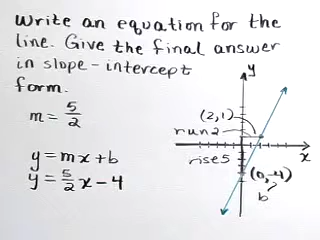 Write an equation for the
line. Give the final answer
in slope-intercept
form.
m = 5/2
y = mx + b
y = 5/2 x - 4
y
(2,1)
run 2
rise 5
x
(0,-4)
b